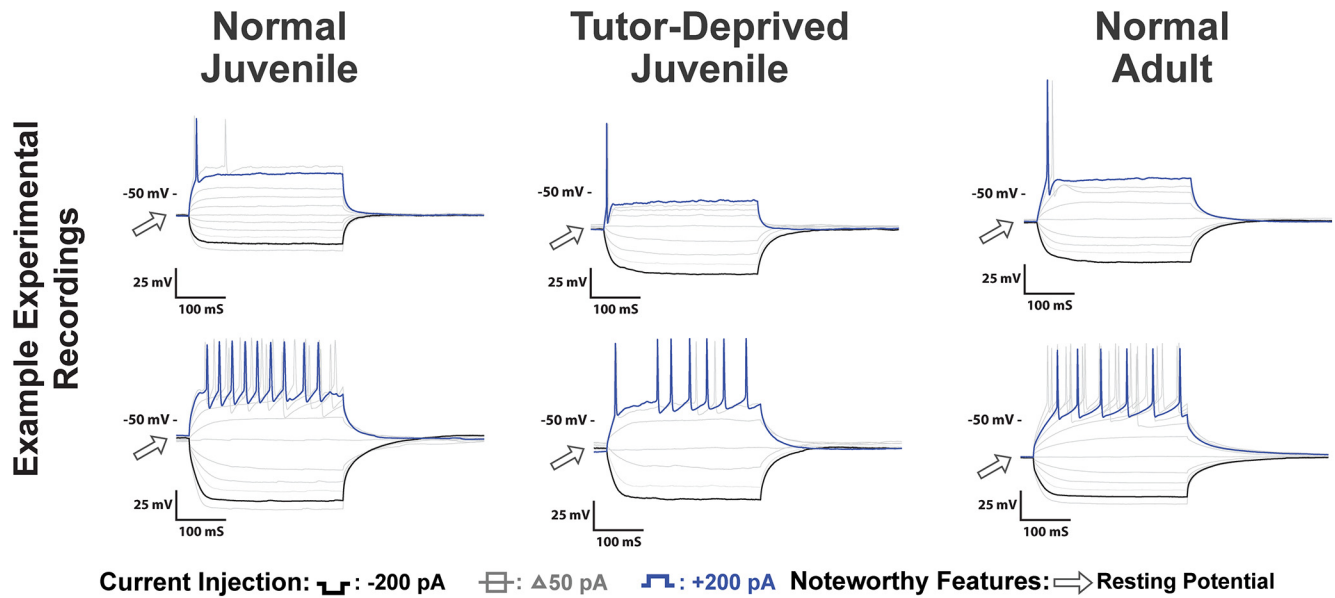 Normal
Juvenile
Tutor-Deprived
Juvenile
Normal
Adult
Example Experimental
Recordings
-50 mV -
25 mV
100 mS
-50 mV -
25 mV
100 mS
-50 mV -
25 mV
100 mS
-50 mV -
25 mV
100 mS
-50 mV -
25 mV
100 mS
-50 mV -
25 mV
100 mS
Current Injection: : -200 pA : Δ50 pA : +200 pA Noteworthy Features: Resting Potential